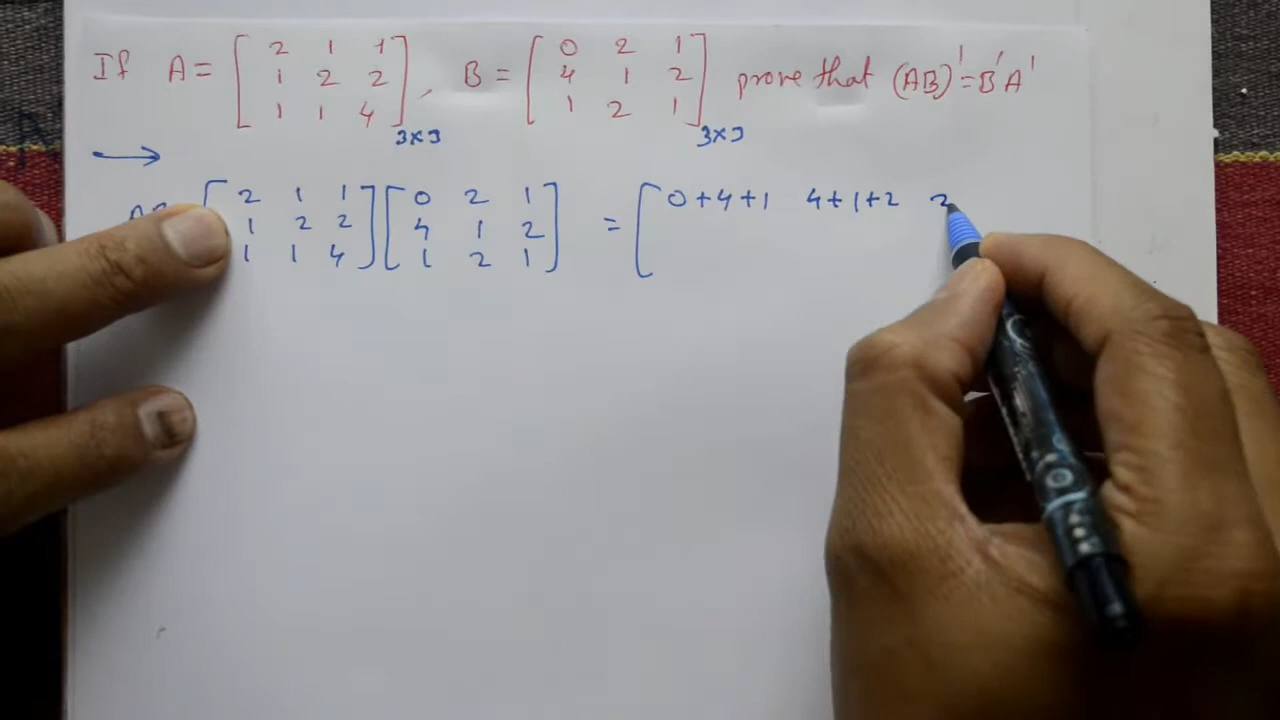 If A = [ 2 1 1 ], B = [ 0 2 1 ] prove that (AB)' = B'A'
1 2 2 4 1 2
1 1 4 1 2 1
3×3 3×3
→
[ 2 1 1 ] [ 0 2 1 ] = [ 0+4+1 4+1+2 2
1 2 2 4 1 2
1 1 4 1 2 1